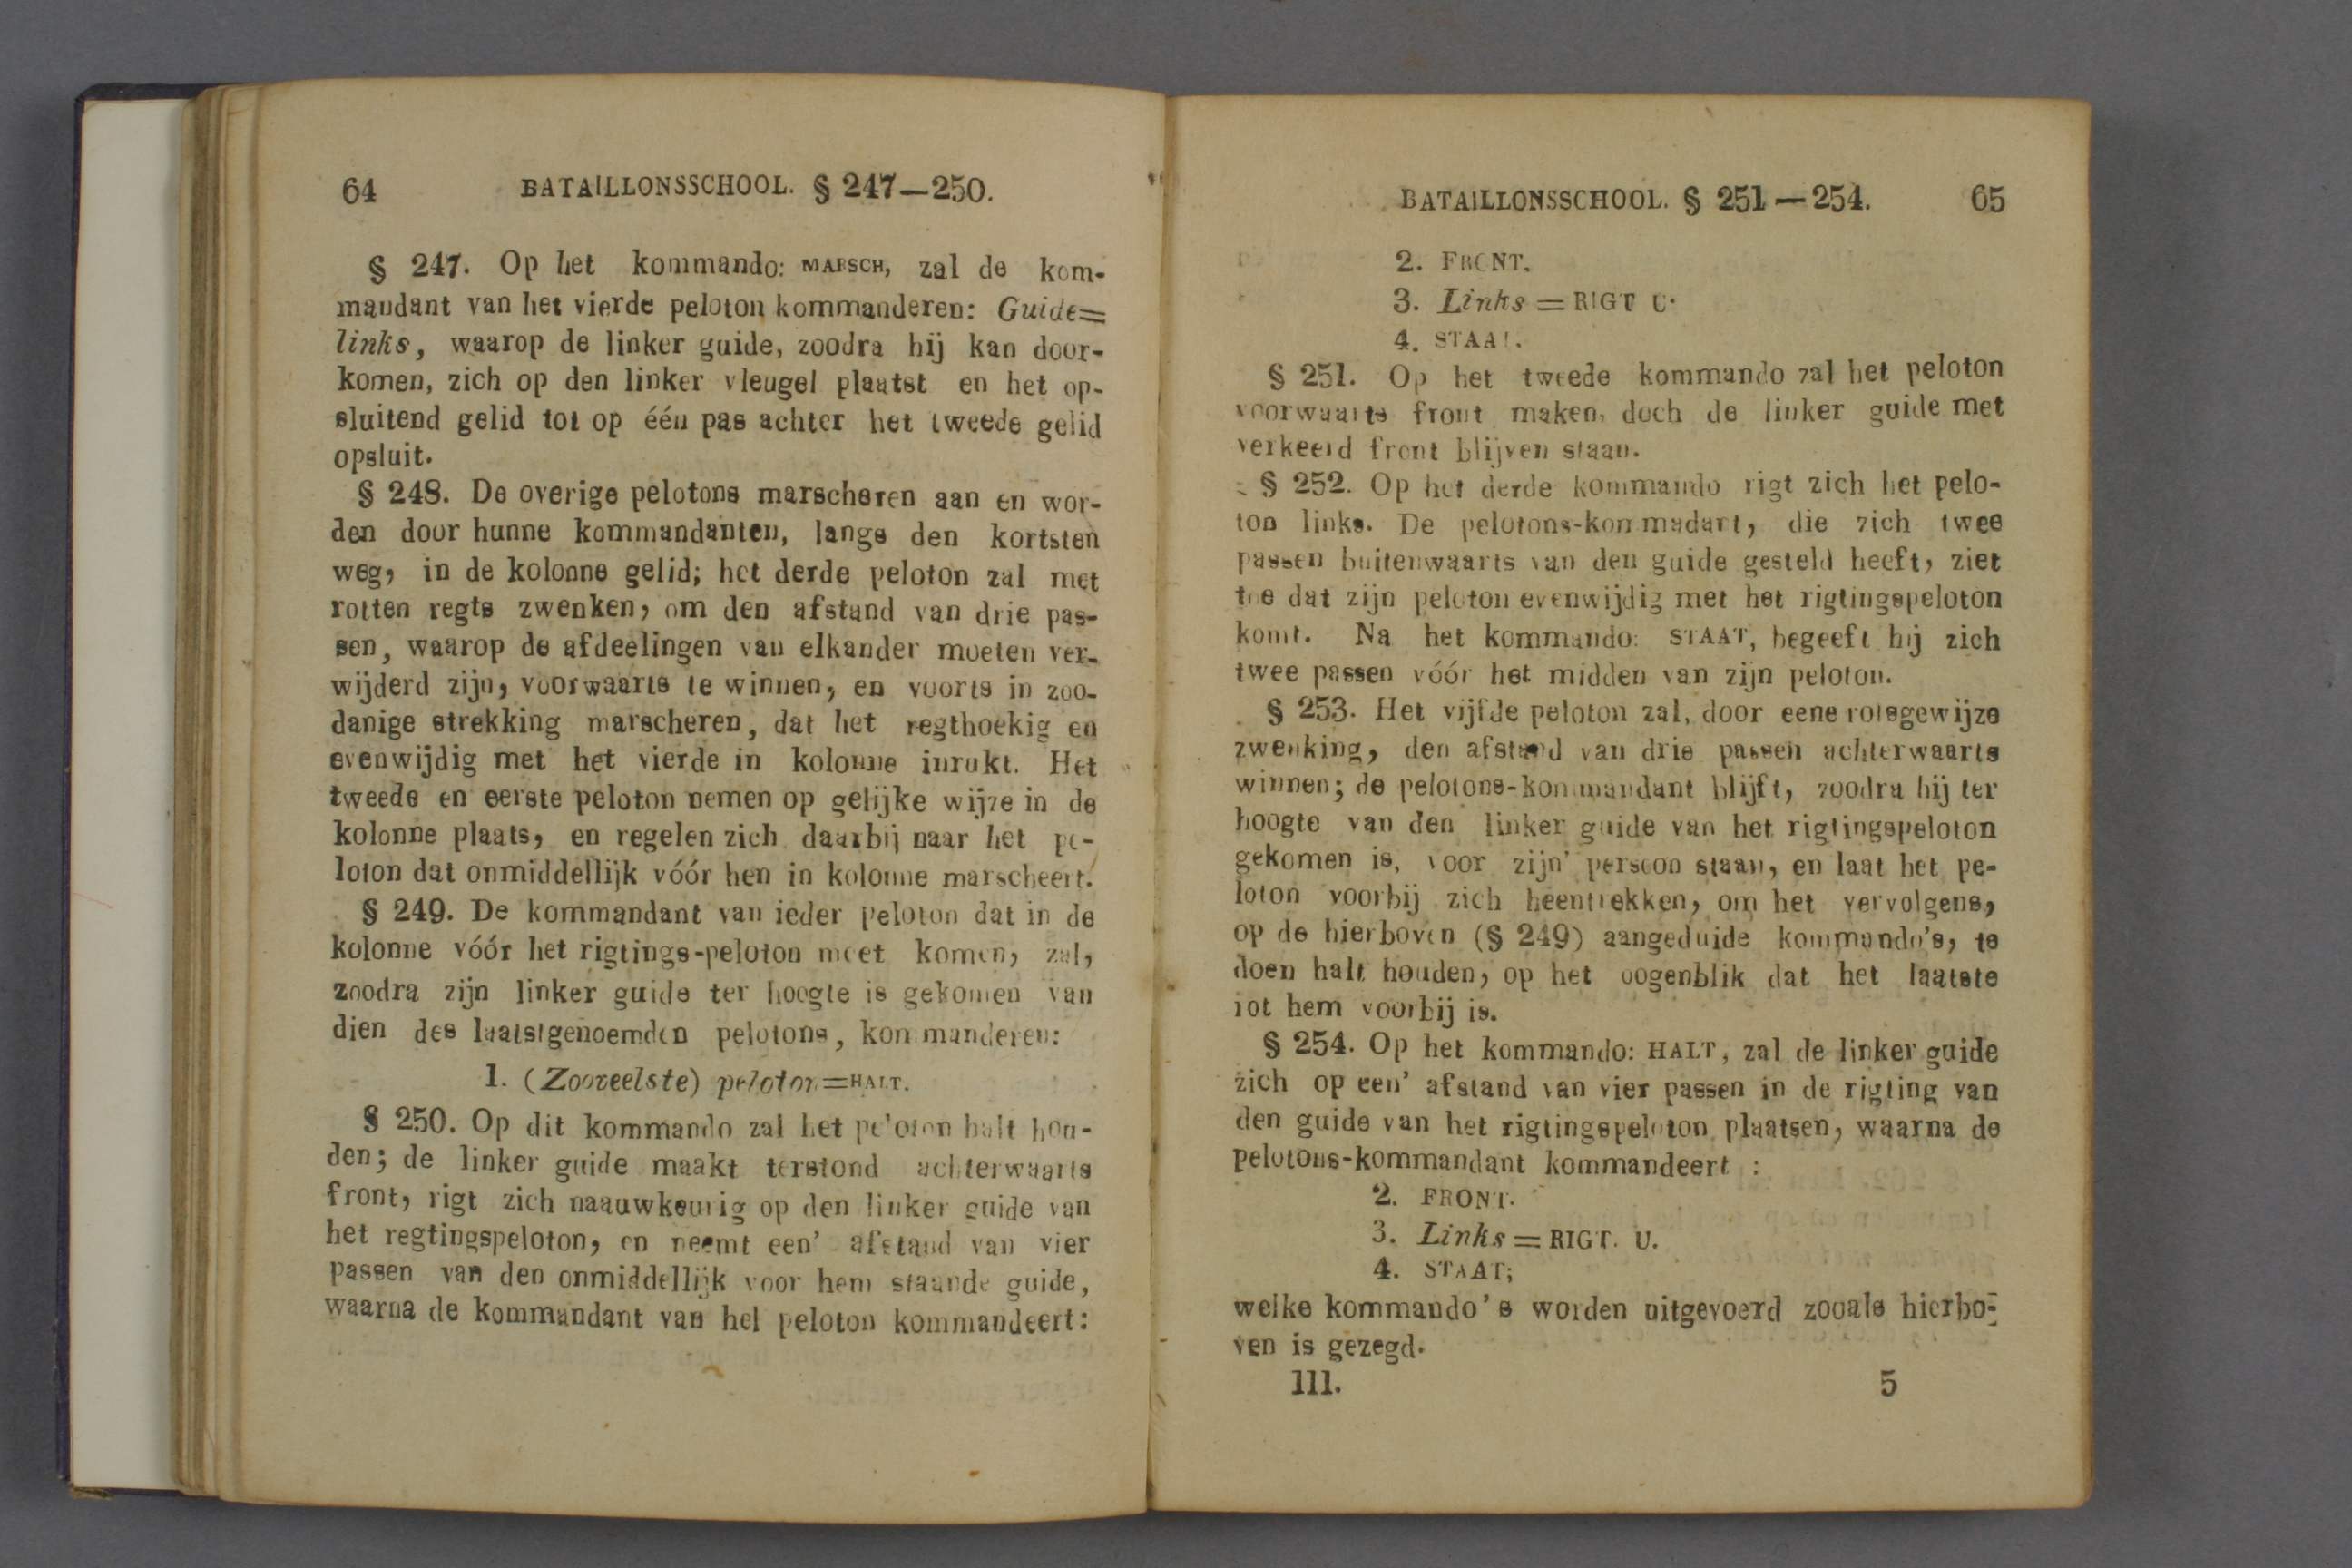 64 BATAILLONSSCHOOL. § 247—250.
§ 247. Op het kommando: MARSCH, zal de kom-
mandant van het vierde peloton kommanderen: Guide=
links, waarop de linker guide, zoodra hij kan door-
komen, zich op den linker vleugel plaatst en het op-
sluitend gelid tot op één pas achter het tweede gelid
opsluit.
§ 248. De overige pelotons marscheren aan en wor-
den door hunne kommandanten, langs den kortsten
weg, in de kolonne gelid; het derde peloton zal met
rotten regts zwenken, om den afstand van drie pas-
sen, waarop de afdeelingen van elkander moeten ver-
wijderd zijn, voorwaarts te winnen, en voorts in zoo-
danige strekking marscheren, dat het regthoekig en
evenwijdig met het vierde in kolonne inrukt. Het
tweede en eerste peloton nemen op gelijke wijze in de
kolonne plaats, en regelen zich daarbij naar het pe-
loton dat onmiddellijk vóór hen in kolonne marscheert.
§ 249. De kommandant van ieder peloton dat in de
kolonne vóór het rigtings-peloton moet komen, zal,
zoodra zijn linker guide ter hoogte is gekomen van
dien des laatstgenoemden pelotons, kommanderen:
1. (Zooveelste) peloton=HALT.
§ 250. Op dit kommando zal het peloton halt hou-
den; de linker guide maakt terstond achterwaarts
front, rigt zich naauwkeurig op den linker guide van
het regtingspeloton, en neemt een' afstand van vier
passen van den onmiddellijk voor hem staande guide,
waarna de kommandant van hel peloton kommandeert:
BATAILLONSSCHOOL. § 251—254. 65
2. FRONT.
3. Links=RIGT U.
4. STAAT.
§ 251. Op het tweede kommando zal het peloton
voorwaarts front maken, doch de linker guide met
verkeerd front blijven staan.
§ 252. Op het derde kommando rigt zich het pelo-
ton links. De pelotons-kommadant, die zich twee
passen buitenwaarts van den guide gesteld heeft, ziet
toe dat zijn peloton evenwijdig met het rigtingspeloton
komt. Na het kommando: STAAT, begeeft hij zich
twee passen vóór het midden van zijn peloton.
§ 253. Het vijfde peloton zal, door eene rotsgewijze
zwenking, den afstand van drie passen achterwaarts
winnen; de pelotons-kommandant blijft, zoodra hij ter
hoogte van den linker guide van het rigtingspeloton
gekomen is, voor zijn' persoon staan, en laat het pe-
loton voorbij zich heentrekken, om het vervolgens,
op de hierboven (§ 249) aangeduide kommando's, te
doen halt houden, op het oogenblik dat het laatste
rot hem voorbij is.
§ 254. Op het kommando: HALT, zal de linker guide
zich op een' afstand van vier passen in de rigting van
den guide van het rigtingspeloton plaatsen, waarna de
pelotons-kommandant kommandeert :
2. FRONT.
3. Links=RIGT. U.
4. STAAT;
welke kommando's worden uitgevoerd zooals hierbo-
ven is gezegd.
III. 5